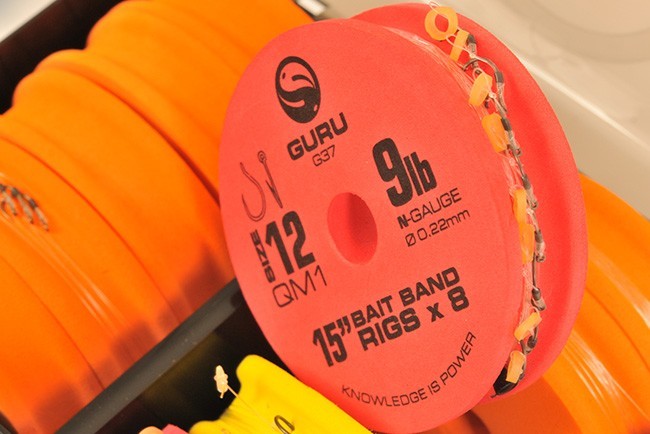 GURU
G37
9lb
N-GAUGE
Ø 0.22mm
SIZE 12
QM1
15" BAIT BAND
RIGS x 8
KNOWLEDGE IS POWER